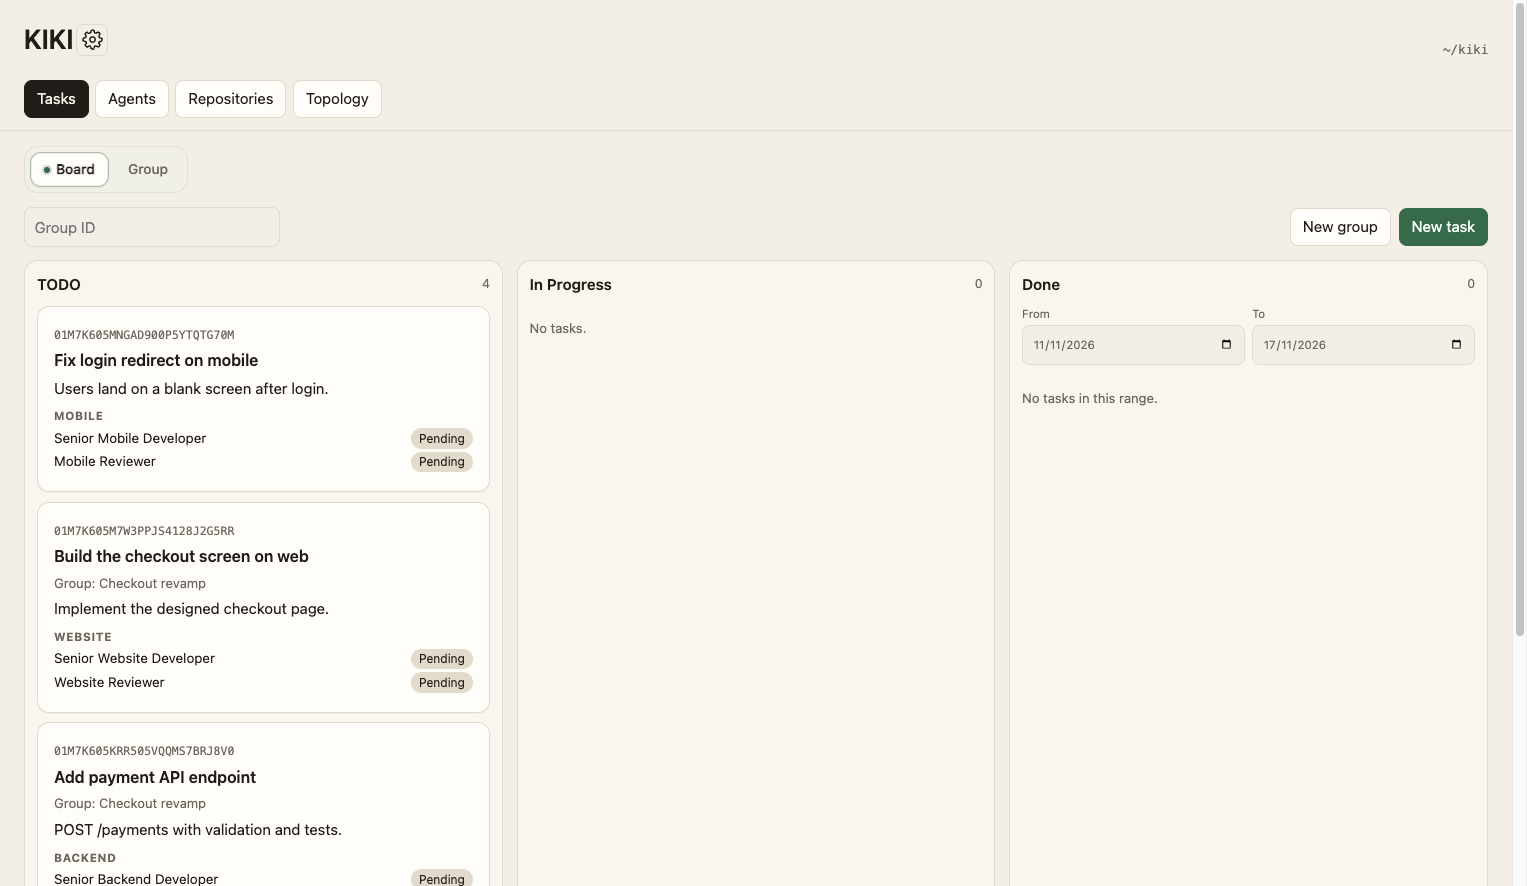 KIKI
~/kiki
Tasks
Agents
Repositories
Topology
Board
Group
Group ID
New group
New task
TODO
4
01M7K605MNGAD900P5YTQTG70M
Fix login redirect on mobile
Users land on a blank screen after login.
MOBILE
Senior Mobile Developer
Pending
Mobile Reviewer
Pending
01M7K605M7W3PPJS4128J2G5RR
Build the checkout screen on web
Group: Checkout revamp
Implement the designed checkout page.
WEBSITE
Senior Website Developer
Pending
Website Reviewer
Pending
01M7K605KRR505VQQMS7BRJ8V0
Add payment API endpoint
Group: Checkout revamp
POST /payments with validation and tests.
BACKEND
Senior Backend Developer
Pending
In Progress
0
No tasks.
Done
0
From
To
11/11/2026
17/11/2026
No tasks in this range.